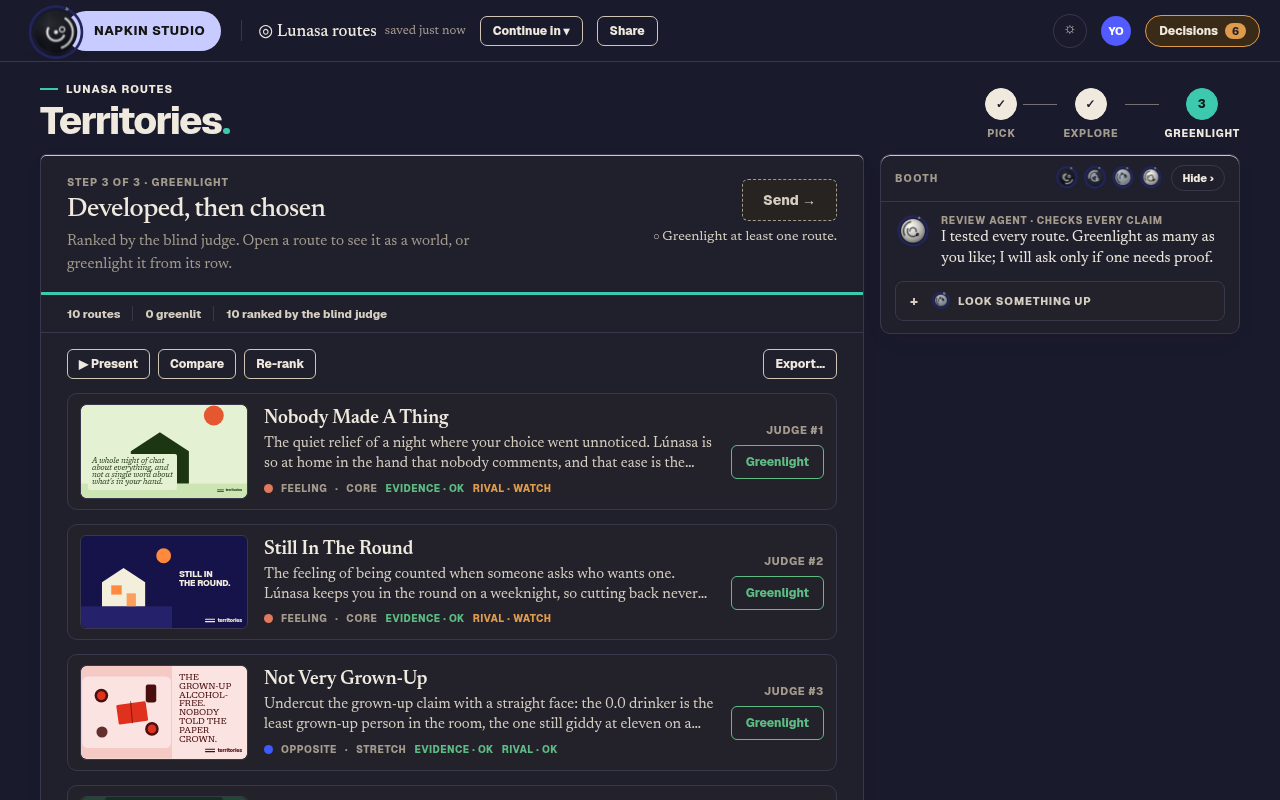 NAPKIN STUDIO
◎ Lunasa routes saved just now
Continue in ▾
Share
YO
Decisions 6
LUNASA ROUTES
Territories.
✓ ✓ 3
PICK EXPLORE GREENLIGHT
STEP 3 OF 3 · GREENLIGHT
Developed, then chosen
Ranked by the blind judge. Open a route to see it as a world, or
greenlight it from its row.
Send →
○ Greenlight at least one route.
10 routes 0 greenlit 10 ranked by the blind judge
▶ Present Compare Re-rank Export...
A whole night of chat
about everything, and
not a single word about
what's in your hand.
territories
Nobody Made A Thing
The quiet relief of a night where your choice went unnoticed. Lúnasa is
so at home in the hand that nobody comments, and that ease is the...
FEELING · CORE EVIDENCE · OK RIVAL · WATCH
JUDGE #1
Greenlight
STILL IN
THE ROUND.
territories
Still In The Round
The feeling of being counted when someone asks who wants one.
Lúnasa keeps you in the round on a weeknight, so cutting back never...
FEELING · CORE EVIDENCE · OK RIVAL · WATCH
JUDGE #2
Greenlight
THE
GROWN-UP
ALCOHOL-
FREE.
NOBODY
TOLD THE
PAPER
CROWN.
territories
Not Very Grown-Up
Undercut the grown-up claim with a straight face: the 0.0 drinker is the
least grown-up person in the room, the one still giddy at eleven on a...
OPPOSITE · STRETCH EVIDENCE · OK RIVAL · OK
JUDGE #3
Greenlight
BOOTH
Hide ›
REVIEW AGENT · CHECKS EVERY CLAIM
I tested every route. Greenlight as many as
you like; I will ask only if one needs proof.
+ LOOK SOMETHING UP